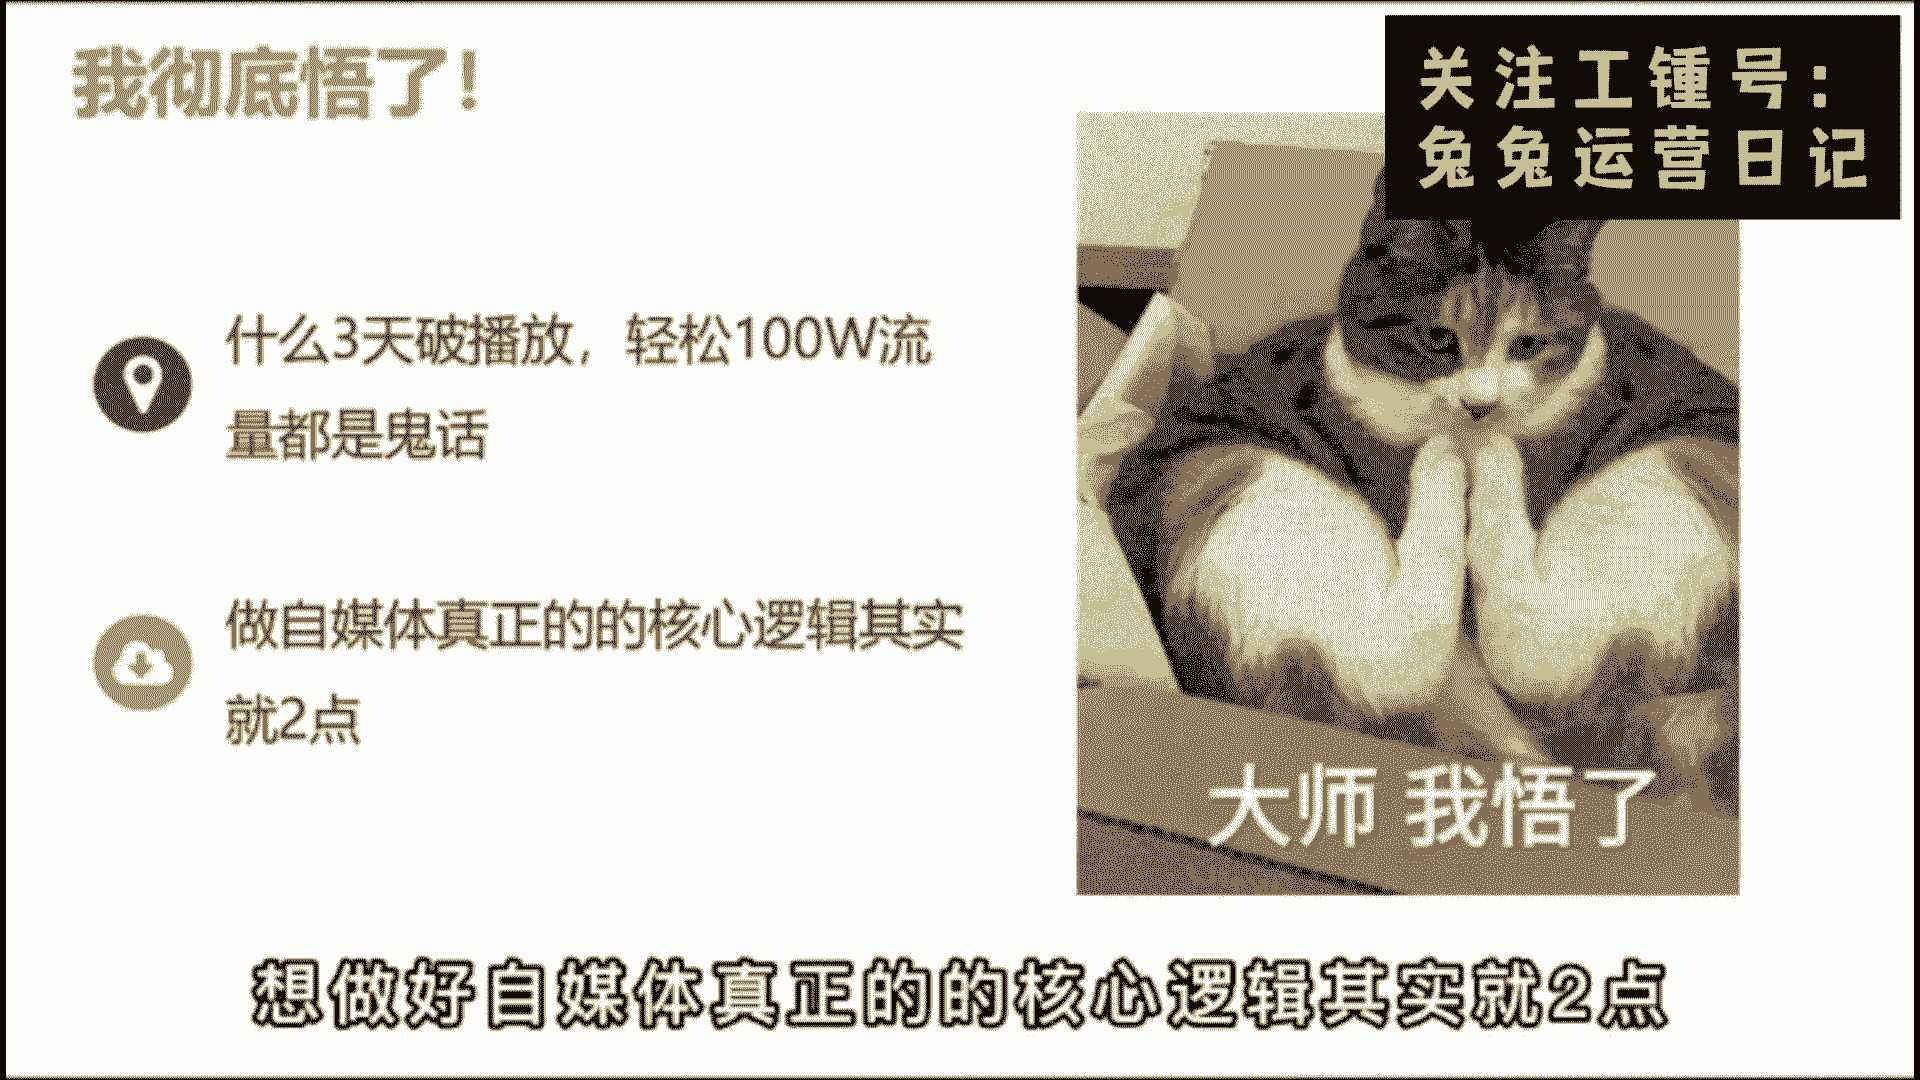 我彻底悟了！
关注工锺号：
兔兔运营日记
什么3天破播放，轻松100W流
量都是鬼话
做自媒体真正的的核心逻辑其实
就2点
大师 我悟了
想做好自媒体真正的的核心逻辑其实就2点